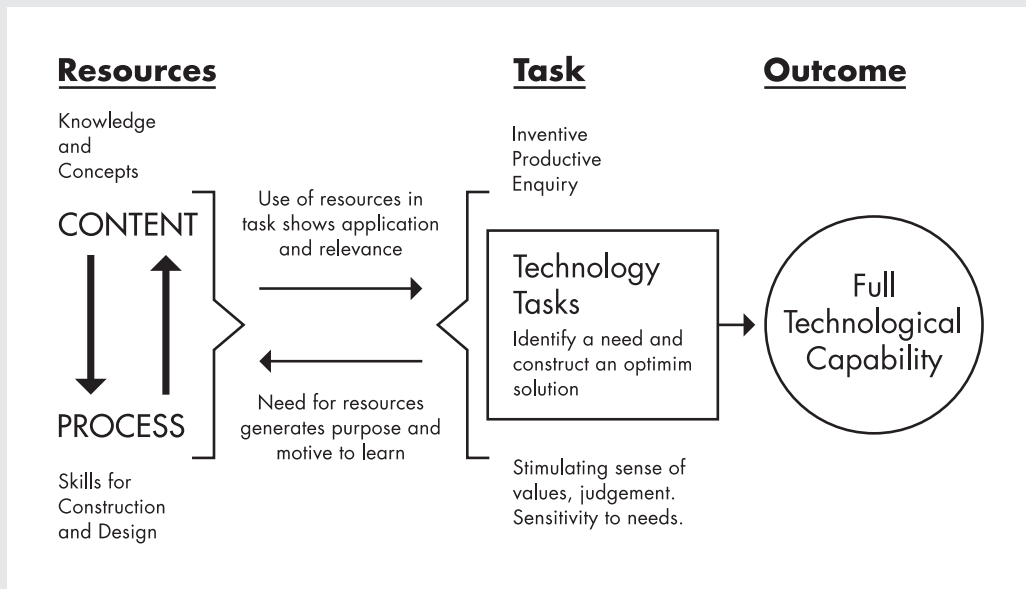 Resources
Knowledge
and
Concepts
CONTENT
PROCESS
Skills for
Construction
and Design
Use of resources in
task shows application
and relevance
Need for resources
generates purpose and
motive to learn
Task
Inventive
Productive
Enquiry
Technology
Tasks
Identify a need and
construct an optimim
solution
Stimulating sense of
values, judgement.
Sensitivity to needs.
Outcome
Full
Technological
Capability